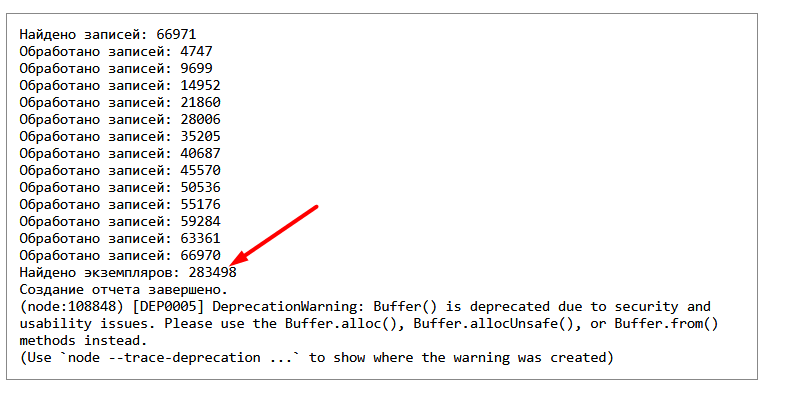 Найдено записей: 66971
Обработано записей: 4747
Обработано записей: 9699
Обработано записей: 14952
Обработано записей: 21860
Обработано записей: 28006
Обработано записей: 35205
Обработано записей: 40687
Обработано записей: 45570
Обработано записей: 50536
Обработано записей: 55176
Обработано записей: 59284
Обработано записей: 63361
Обработано записей: 66970
Найдено экземпляров: 283498
Создание отчета завершено.
(node:108848) [DEP0005] DeprecationWarning: Buffer() is deprecated due to security and
usability issues. Please use the Buffer.alloc(), Buffer.allocUnsafe(), or Buffer.from()
methods instead.
(Use `node --trace-deprecation ...` to show where the warning was created)